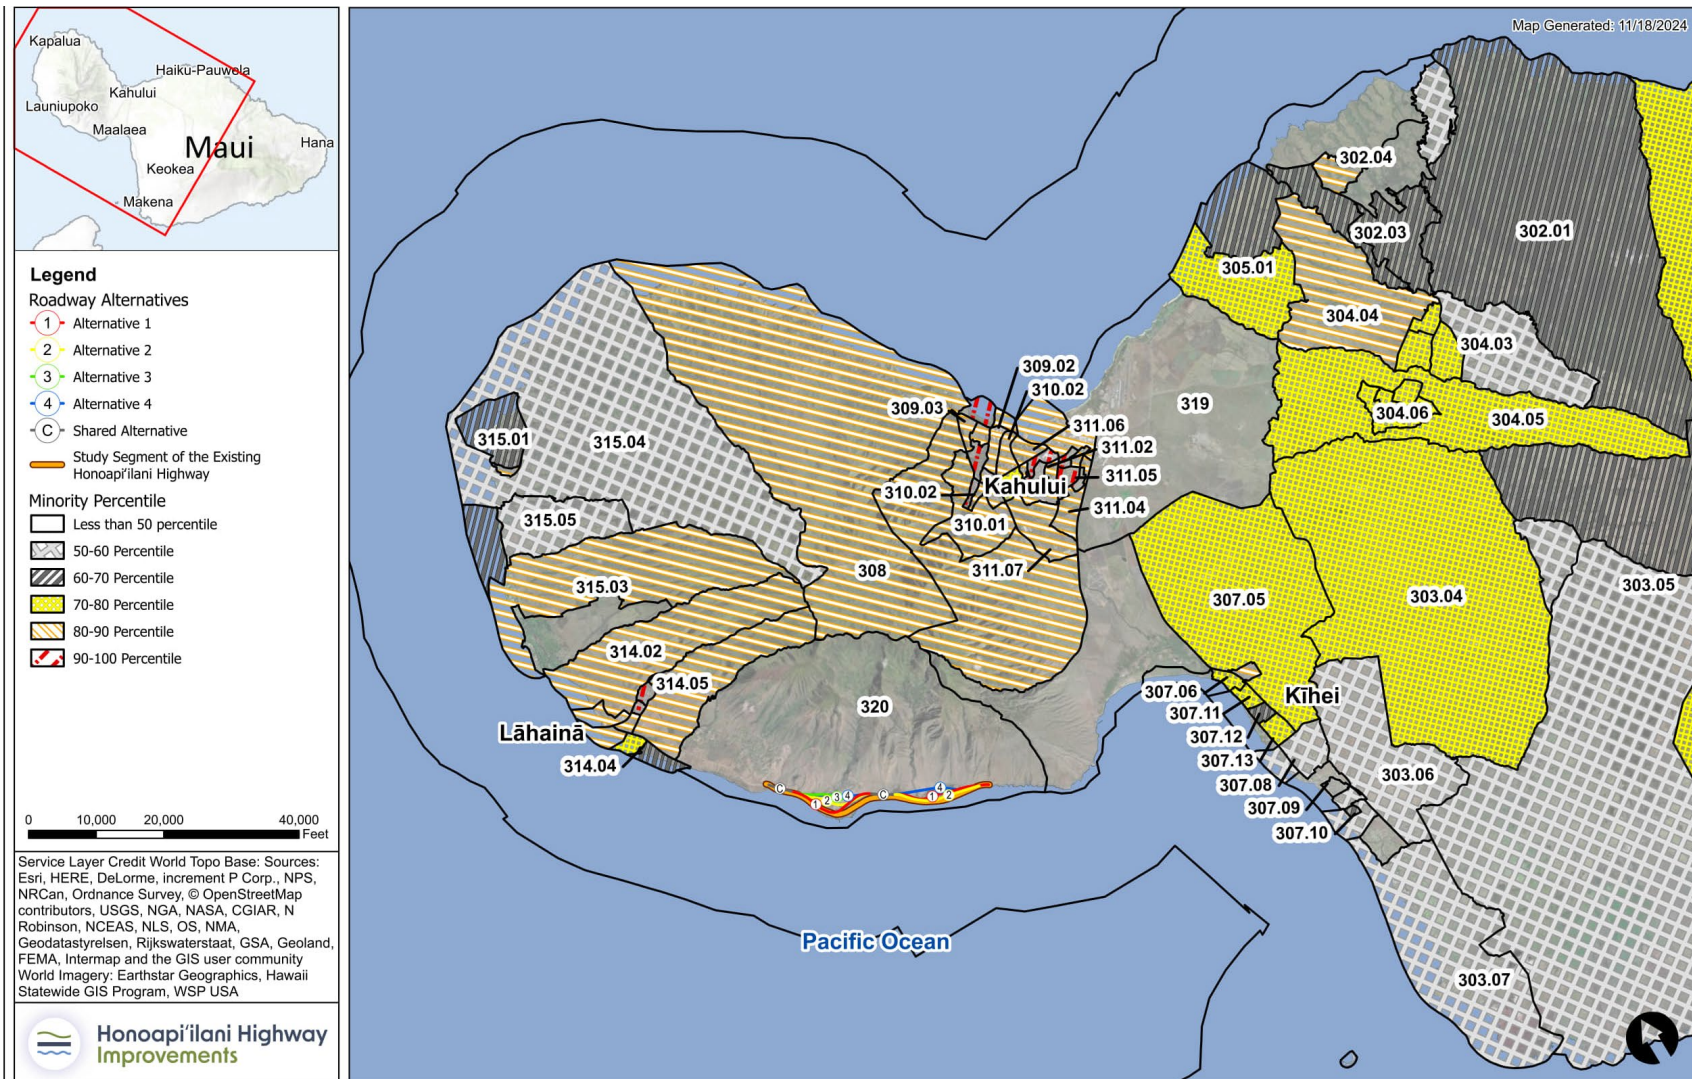 Kapalua
Haiku-Pauwela
Kahului
Launiupoko
Maalaea
Maui
Hana
Keokea
Makena
Legend
Roadway Alternatives
1 Alternative 1
2 Alternative 2
3 Alternative 3
4 Alternative 4
C Shared Alternative
Study Segment of the Existing
Honoapiʻilani Highway
Minority Percentile
Less than 50 percentile
50-60 Percentile
60-70 Percentile
70-80 Percentile
80-90 Percentile
90-100 Percentile
0 10,000 20,000 40,000
Feet
Service Layer Credit World Topo Base: Sources:
Esri, HERE, DeLorme, increment P Corp., NPS,
NRCan, Ordnance Survey, © OpenStreetMap
contributors, USGS, NGA, NASA, CGIAR, N
Robinson, NCEAS, NLS, OS, NMA,
Geodatastyrelsen, Rijkswaterstaat, GSA, Geoland,
FEMA, Intermap and the GIS user community
World Imagery: Earthstar Geographics, Hawaii
Statewide GIS Program, WSP USA
Honoapiʻilani Highway
Improvements
Map Generated: 11/18/2024
302.04
302.03
302.01
305.01
304.04
304.03
309.02
310.02
319
309.03
304.06
304.05
311.06
315.01
315.04
311.02
311.05
Kahului
310.02
311.04
315.05
310.01
308
311.07
315.03
307.05
303.04
303.05
314.02
314.05
307.06
Kīhei
320
307.11
Lāhainā
307.12
314.04
307.13
303.06
307.08
307.09
307.10
C
1
2
3
4
C
1
4
2
Pacific Ocean
303.07